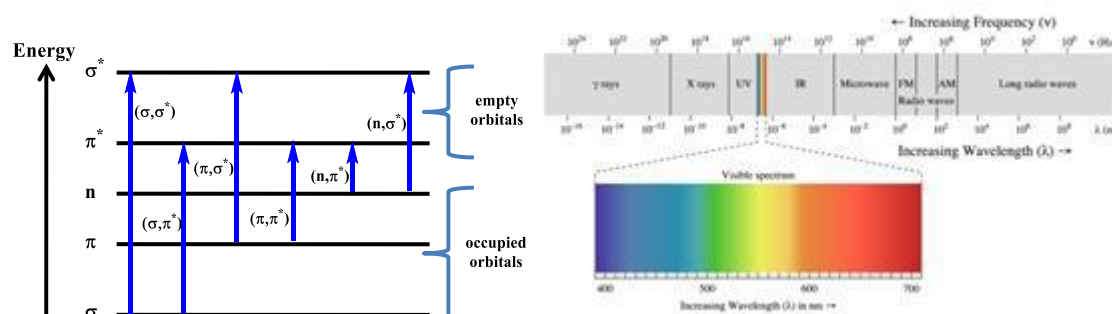 Energy
σ*
π*
n
π
σ
(σ,σ*)
(σ,π*)
(π,σ*)
(π,π*)
(n,π*)
(n,σ*)
empty
orbitals
occupied
orbitals
← Increasing Frequency (ν)
γ rays
X rays
UV
IR
Microwave
FM
AM
Radio waves
Long radio waves
Increasing Wavelength (λ) →
Visible spectrum
400 500 600 700
Increasing Wavelength (λ) in nm →